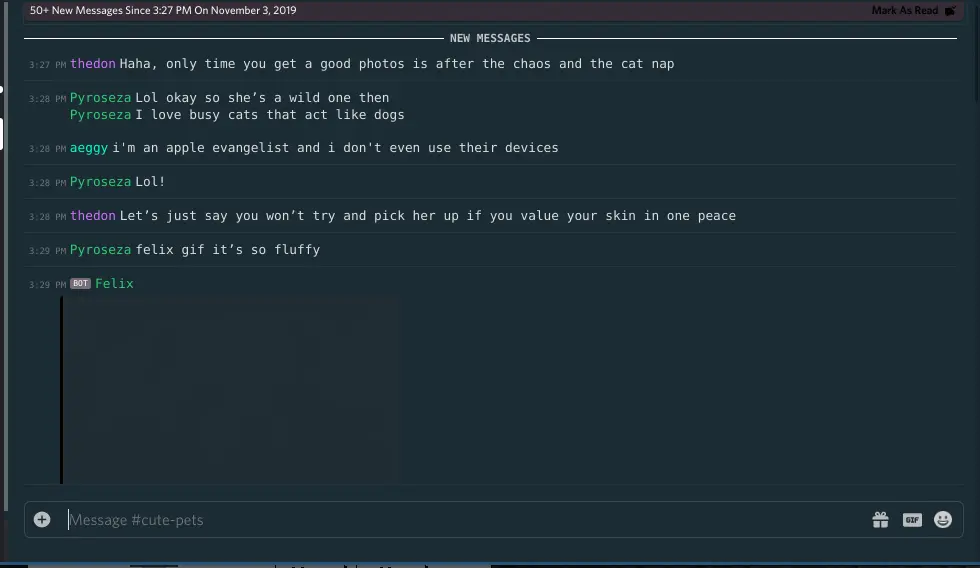 50+ New Messages Since 3:27 PM On November 3, 2019 Mark As Read
NEW MESSAGES
3:27 PM thedon Haha, only time you get a good photos is after the chaos and the cat nap
3:28 PM Pyroseza Lol okay so she’s a wild one then
Pyroseza I love busy cats that act like dogs
3:28 PM aeggy i'm an apple evangelist and i don't even use their devices
3:28 PM Pyroseza Lol!
3:28 PM thedon Let’s just say you won’t try and pick her up if you value your skin in one peace
3:29 PM Pyroseza felix gif it’s so fluffy
3:29 PM BOT Felix
Message #cute-pets GIF